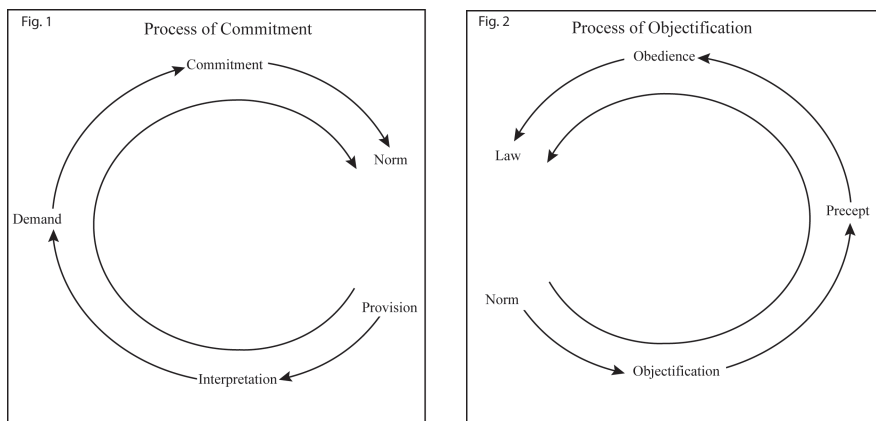 Fig. 1
Process of Commitment
Commitment
Norm
Demand
Provision
Interpretation
Fig. 2
Process of Objectification
Obedience
Law
Precept
Norm
Objectification